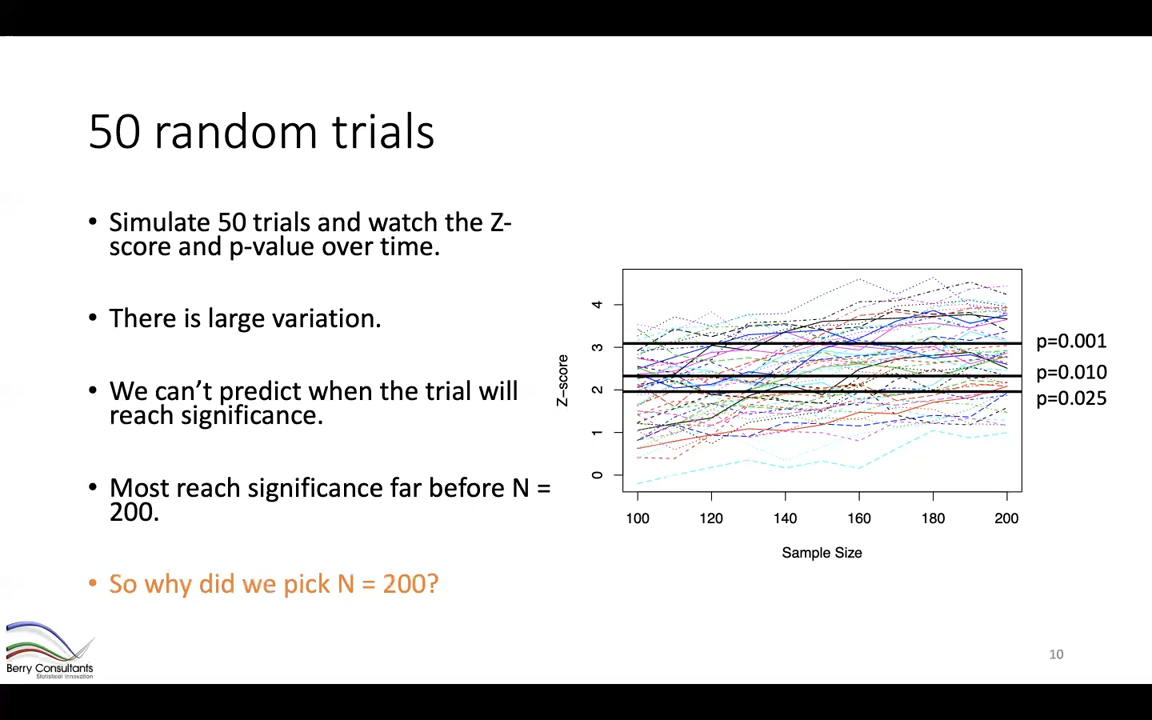 50 random trials
• Simulate 50 trials and watch the Z-
score and p-value over time.
• There is large variation.
• We can’t predict when the trial will
reach significance.
• Most reach significance far before N =
200.
• So why did we pick N = 200?
Z−score
4
3
2
1
0
p=0.001
p=0.010
p=0.025
100 120 140 160 180 200
Sample Size
Berry Consultants
Statistical Innovation
10